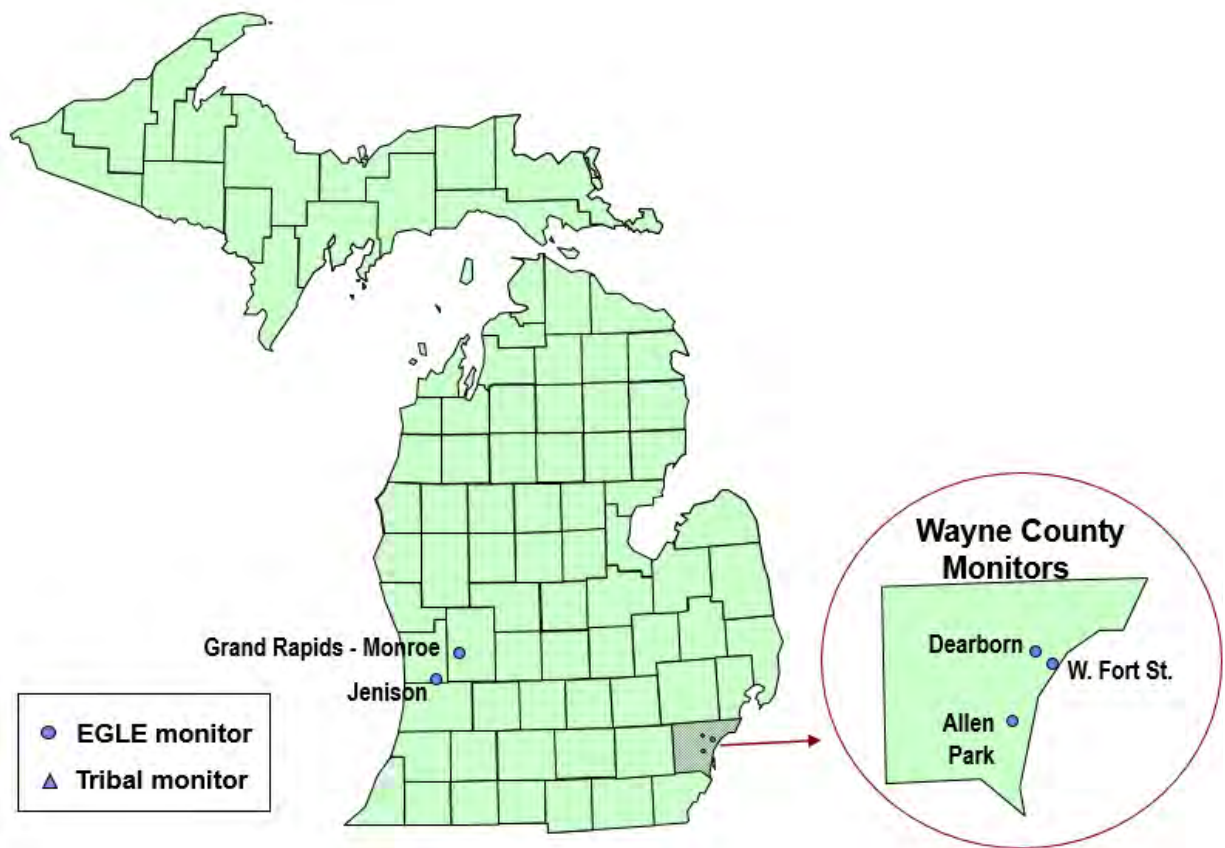 Wayne County
Monitors
Dearborn
W. Fort St.
Allen
Park
Grand Rapids - Monroe
Jenison
EGLE monitor
Tribal monitor